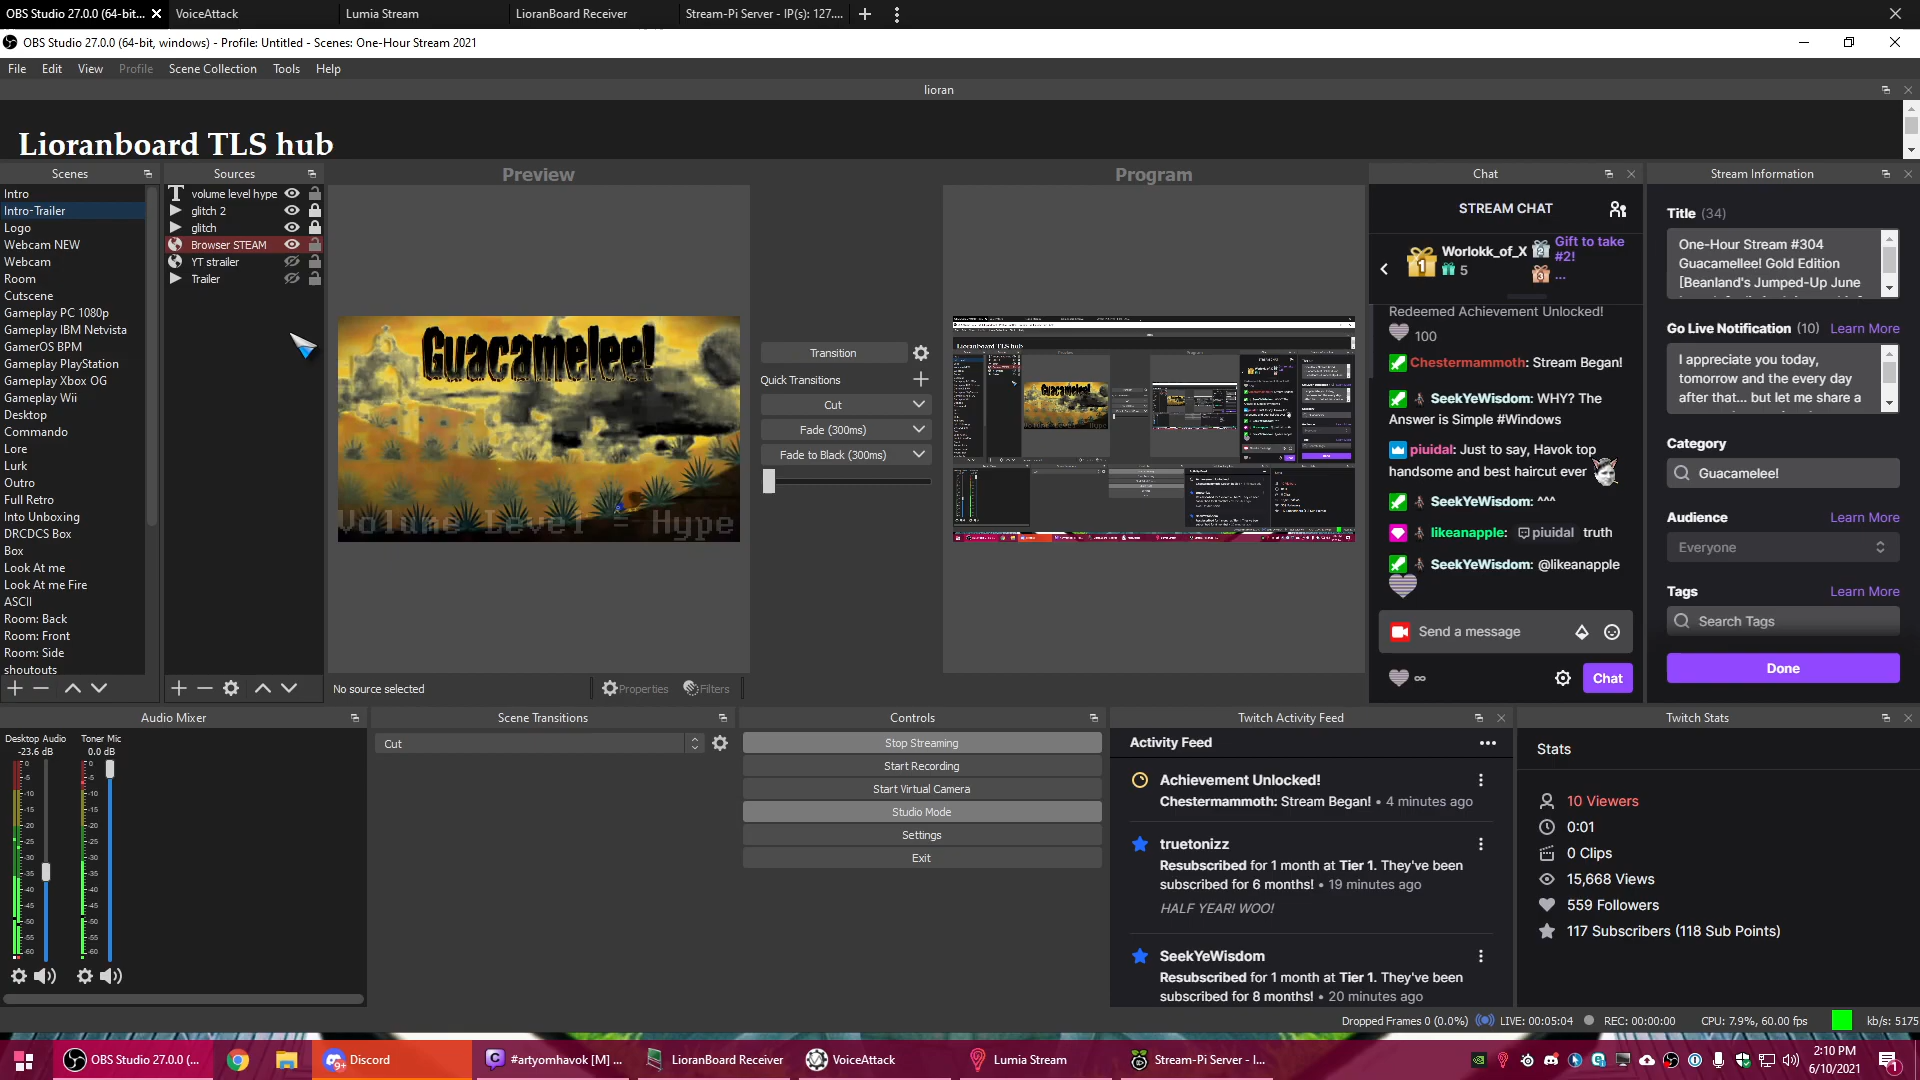 OBS Studio 27.0.0 (64-bit... VoiceAttack Lumia Stream LioranBoard Receiver Stream-Pi Server - IP(s): 127....
OBS Studio 27.0.0 (64-bit, windows) - Profile: Untitled - Scenes: One-Hour Stream 2021
File Edit View Profile Scene Collection Tools Help
lioran
Lioranboard TLS hub
Scenes
Intro
Intro-Trailer
Logo
Webcam NEW
Webcam
Room
Cutscene
Gameplay PC 1080p
Gameplay IBM Netvista
GamerOS BPM
Gameplay PlayStation
Gameplay Xbox OG
Gameplay Wii
Desktop
Commando
Lore
Lurk
Outro
Full Retro
Into Unboxing
DRCDCS Box
Box
Look At me
Look At me Fire
ASCII
Room: Back
Room: Front
Room: Side
shoutouts
Sources
volume level hype
glitch 2
glitch
Browser STEAM
YT strailer
Trailer
Preview
Guacamelee!
Volume Level = Hype
No source selected
Properties
Filters
Transition
Quick Transitions
Cut
Fade (300ms)
Fade to Black (300ms)
Program
Chat
STREAM CHAT
1
Worlokk_of_X
5
2
3
Gift to take
#2!
...
Redeemed Achievement Unlocked!
100
Chestermammoth: Stream Began!
SeekYeWisdom: WHY? The
Answer is Simple #Windows
piuidal: Just to say, Havok top
handsome and best haircut ever
SeekYeWisdom: ^^^
likeanapple: piuidal truth
SeekYeWisdom: @likeanapple
Send a message
∞
Chat
Stream Information
Title (34)
One-Hour Stream #304
Guacamellee! Gold Edition
[Beanland's Jumped-Up June
Go Live Notification (10) Learn More
I appreciate you today,
tomorrow and the every day
after that... but let me share a
Category
Guacamelee!
Audience Learn More
Everyone
Tags Learn More
Search Tags
Done
Audio Mixer
Desktop Audio
-23.6 dB
Toner Mic
0.0 dB
Scene Transitions
Cut
Controls
Stop Streaming
Start Recording
Start Virtual Camera
Studio Mode
Settings
Exit
Twitch Activity Feed
Activity Feed
Achievement Unlocked!
Chestermammoth: Stream Began! • 4 minutes ago
truetonizz
Resubscribed for 1 month at Tier 1. They've been
subscribed for 6 months! • 19 minutes ago
HALF YEAR! WOO!
SeekYeWisdom
Resubscribed for 1 month at Tier 1. They've been
subscribed for 8 months! • 20 minutes ago
Twitch Stats
Stats
10 Viewers
0:01
0 Clips
15,668 Views
559 Followers
117 Subscribers (118 Sub Points)
Dropped Frames 0 (0.0%) LIVE: 00:05:04 REC: 00:00:00 CPU: 7.9%, 60.00 fps kb/s: 5175
OBS Studio 27.0.0 (... Discord #artyomhavok [M] ... LioranBoard Receiver VoiceAttack Lumia Stream Stream-Pi Server - I...
2:10 PM
6/10/2021